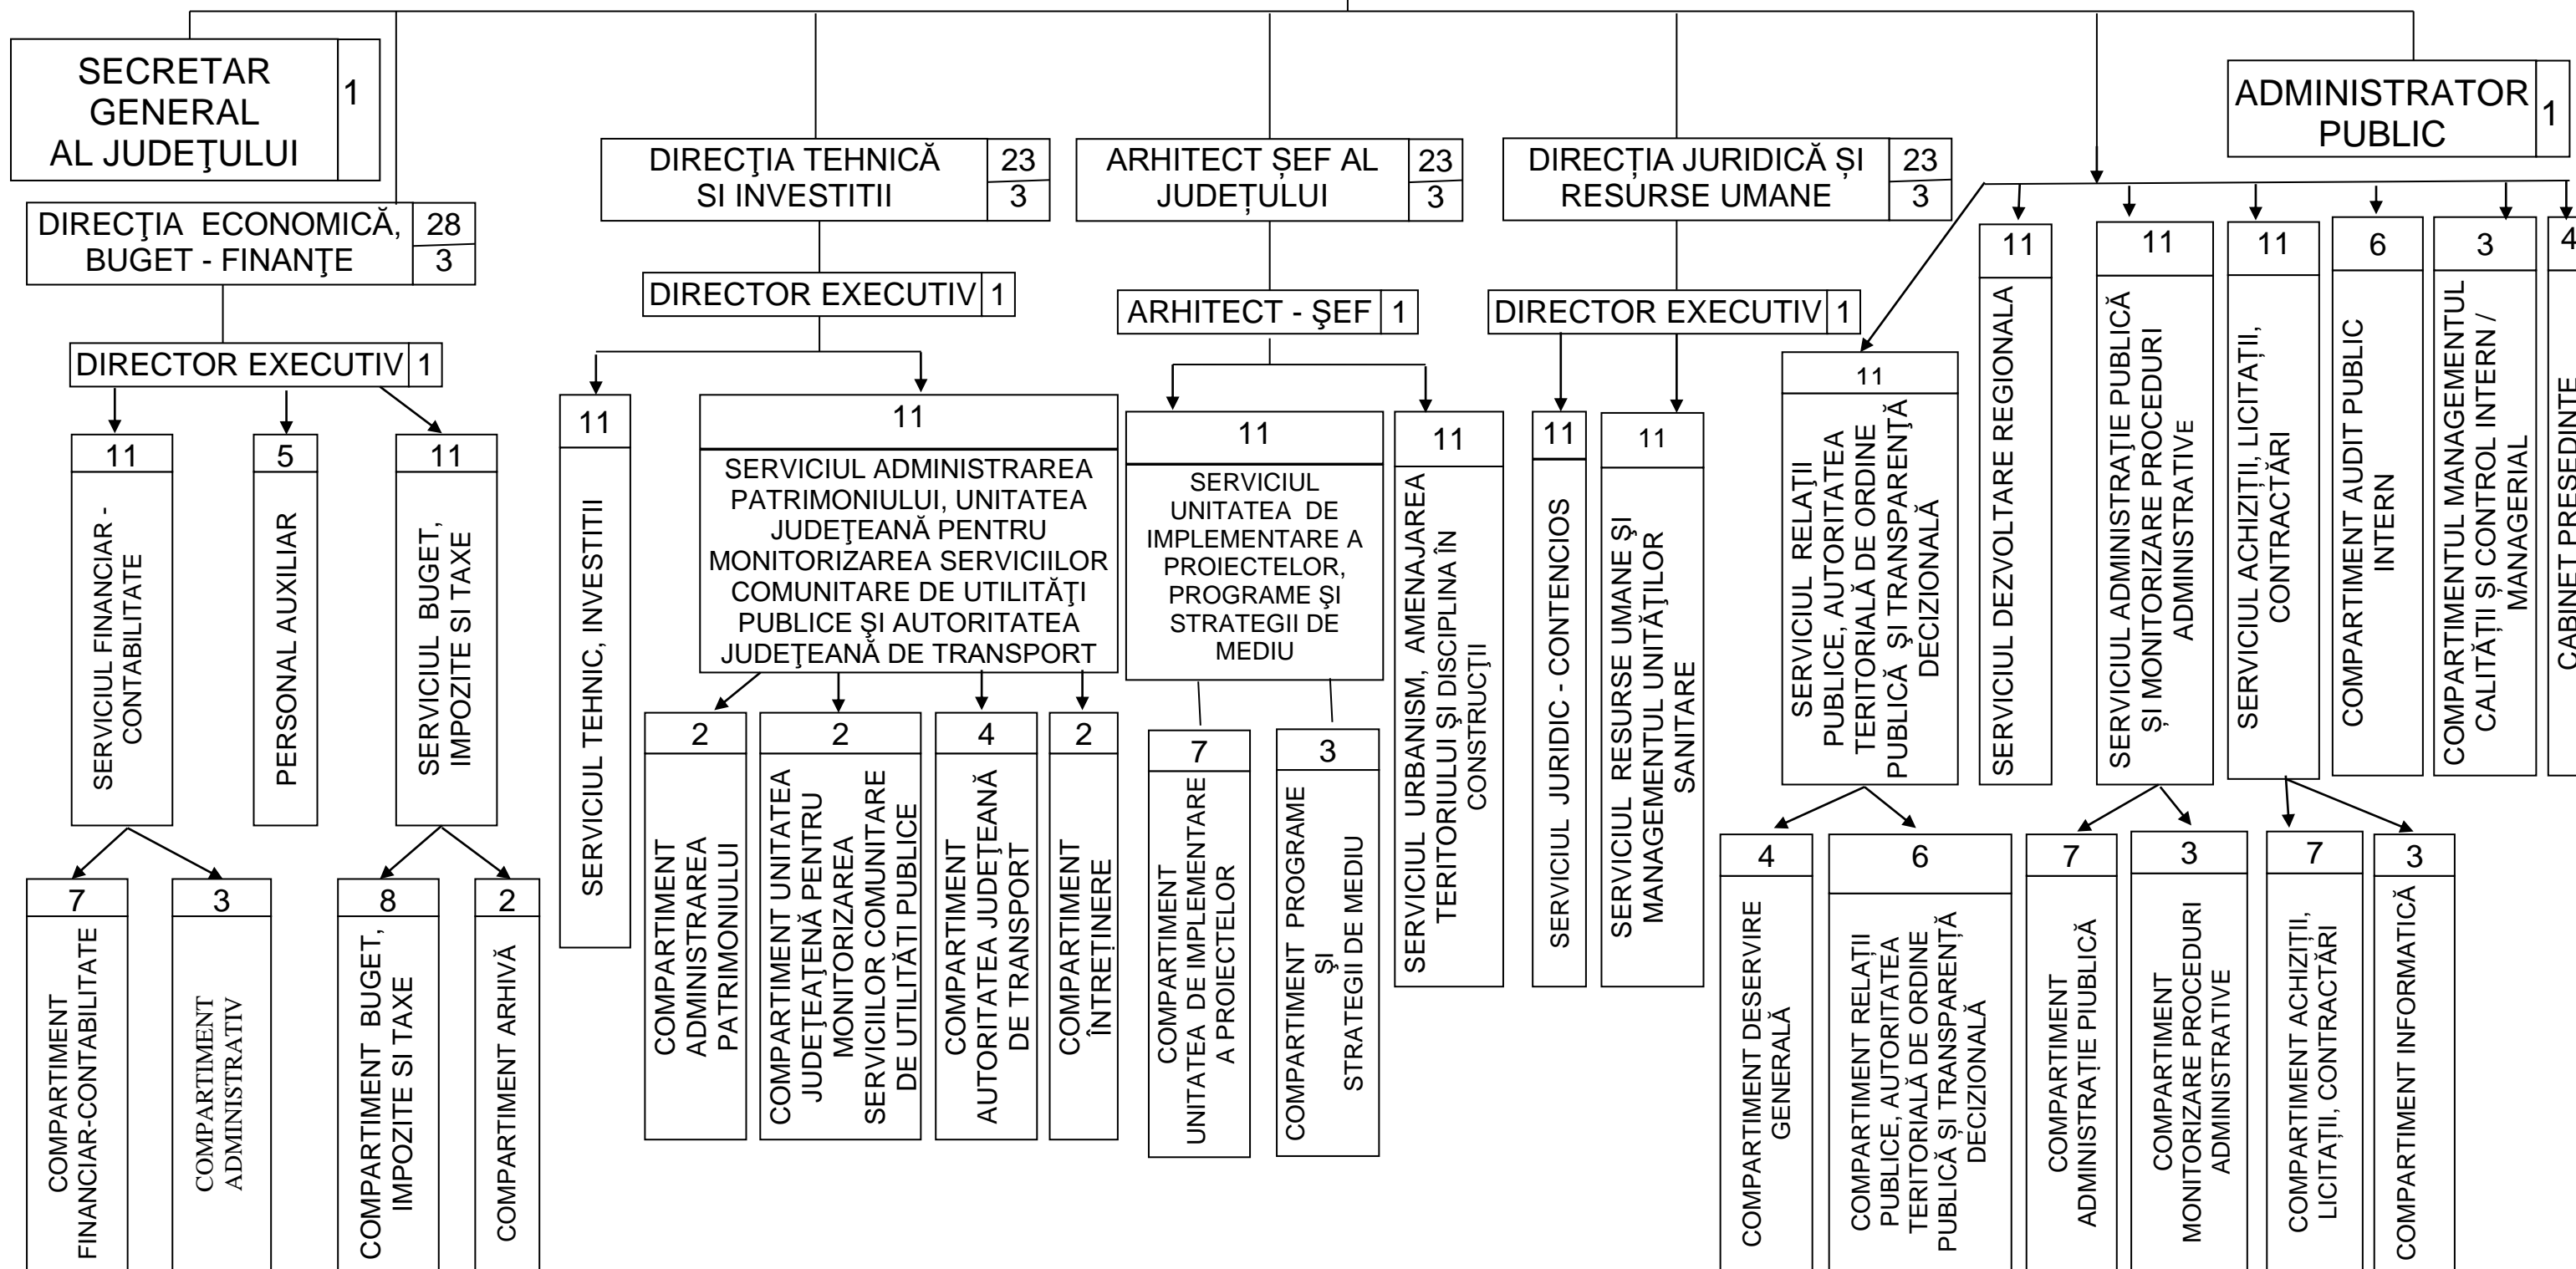 SECRETAR
GENERAL
AL JUDEŢULUI
1
ADMINISTRATOR
PUBLIC
1
DIRECŢIA TEHNICĂ
SI INVESTITII
23
3
ARHITECT ȘEF AL
JUDEȚULUI
23
3
DIRECȚIA JURIDICĂ ȘI
RESURSE UMANE
23
3
DIRECŢIA ECONOMICĂ,
BUGET - FINANŢE
28
3
DIRECTOR EXECUTIV
1
ARHITECT - ŞEF
1
DIRECTOR EXECUTIV
1
DIRECTOR EXECUTIV
1
11
SERVICIUL FINANCIAR -
CONTABILITATE
5
PERSONAL AUXILIAR
11
SERVICIUL BUGET,
IMPOZITE SI TAXE
11
SERVICIUL TEHNIC, INVESTITII
11
SERVICIUL ADMINISTRAREA
PATRIMONIULUI, UNITATEA
JUDEŢEANĂ PENTRU
MONITORIZAREA SERVICIILOR
COMUNITARE DE UTILITĂŢI
PUBLICE ŞI AUTORITATEA
JUDEŢEANĂ DE TRANSPORT
11
SERVICIUL
UNITATEA DE
IMPLEMENTARE A
PROIECTELOR,
PROGRAME ŞI
STRATEGII DE
MEDIU
11
SERVICIUL URBANISM, AMENAJAREA
TERITORIULUI ŞI DISCIPLINA ÎN
CONSTRUCŢII
11
SERVICIUL JURIDIC - CONTENCIOS
11
SERVICIUL RESURSE UMANE ŞI
MANAGEMENTUL UNITĂŢILOR
SANITARE
11
SERVICIUL RELAŢII
PUBLICE, AUTORITATEA
TERITORIALĂ DE ORDINE
PUBLICĂ ŞI TRANSPARENŢĂ
DECIZIONALĂ
11
SERVICIUL DEZVOLTARE REGIONALA
11
SERVICIUL ADMINISTRAȚIE PUBLICĂ
ȘI MONITORIZARE PROCEDURI
ADMINISTRATIVE
11
SERVICIUL ACHIZIȚII, LICITAȚII,
CONTRACTĂRI
6
COMPARTIMENT AUDIT PUBLIC
INTERN
3
COMPARTIMENTUL MANAGEMENTUL
CALITĂȚII ȘI CONTROL INTERN /
MANAGERIAL
4
CABINET PRESEDINTE
7
COMPARTIMENT
FINANCIAR-CONTABILITATE
3
COMPARTIMENT
ADMINISTRATIV
8
COMPARTIMENT BUGET,
IMPOZITE SI TAXE
2
COMPARTIMENT ARHIVĂ
2
COMPARTIMENT
ADMINISTRAREA
PATRIMONIULUI
2
COMPARTIMENT UNITATEA
JUDEŢEAŢENĂ PENTRU
MONITORIZAREA
SERVICIILOR COMUNITARE
DE UTILITĂȚI PUBLICE
4
COMPARTIMENT
AUTORITATEA JUDEŢEANĂ
DE TRANSPORT
2
COMPARTIMENT
ÎNTREȚINERE
7
COMPARTIMENT
UNITATEA DE IMPLEMENTARE
A PROIECTELOR
3
COMPARTIMENT PROGRAME
ŞI
STRATEGII DE MEDIU
4
COMPARTIMENT DESERVIRE
GENERALĂ
6
COMPARTIMENT RELAȚII
PUBLICE, AUTORITATEA
TERITORIALĂ DE ORDINE
PUBLICĂ ȘI TRANSPARENȚĂ
DECIZIONALĂ
7
COMPARTIMENT
ADMINISTRAȚIE PIUBLICĂ
3
COMPARTIMENT
MONITORIZARE PROCEDURI
ADMINISTRATIVE
7
COMPARTIMENT ACHIZIȚII,
LICITAȚII, CONTRACTĂRI
3
COMPARTIMENT INFORMATICĂ